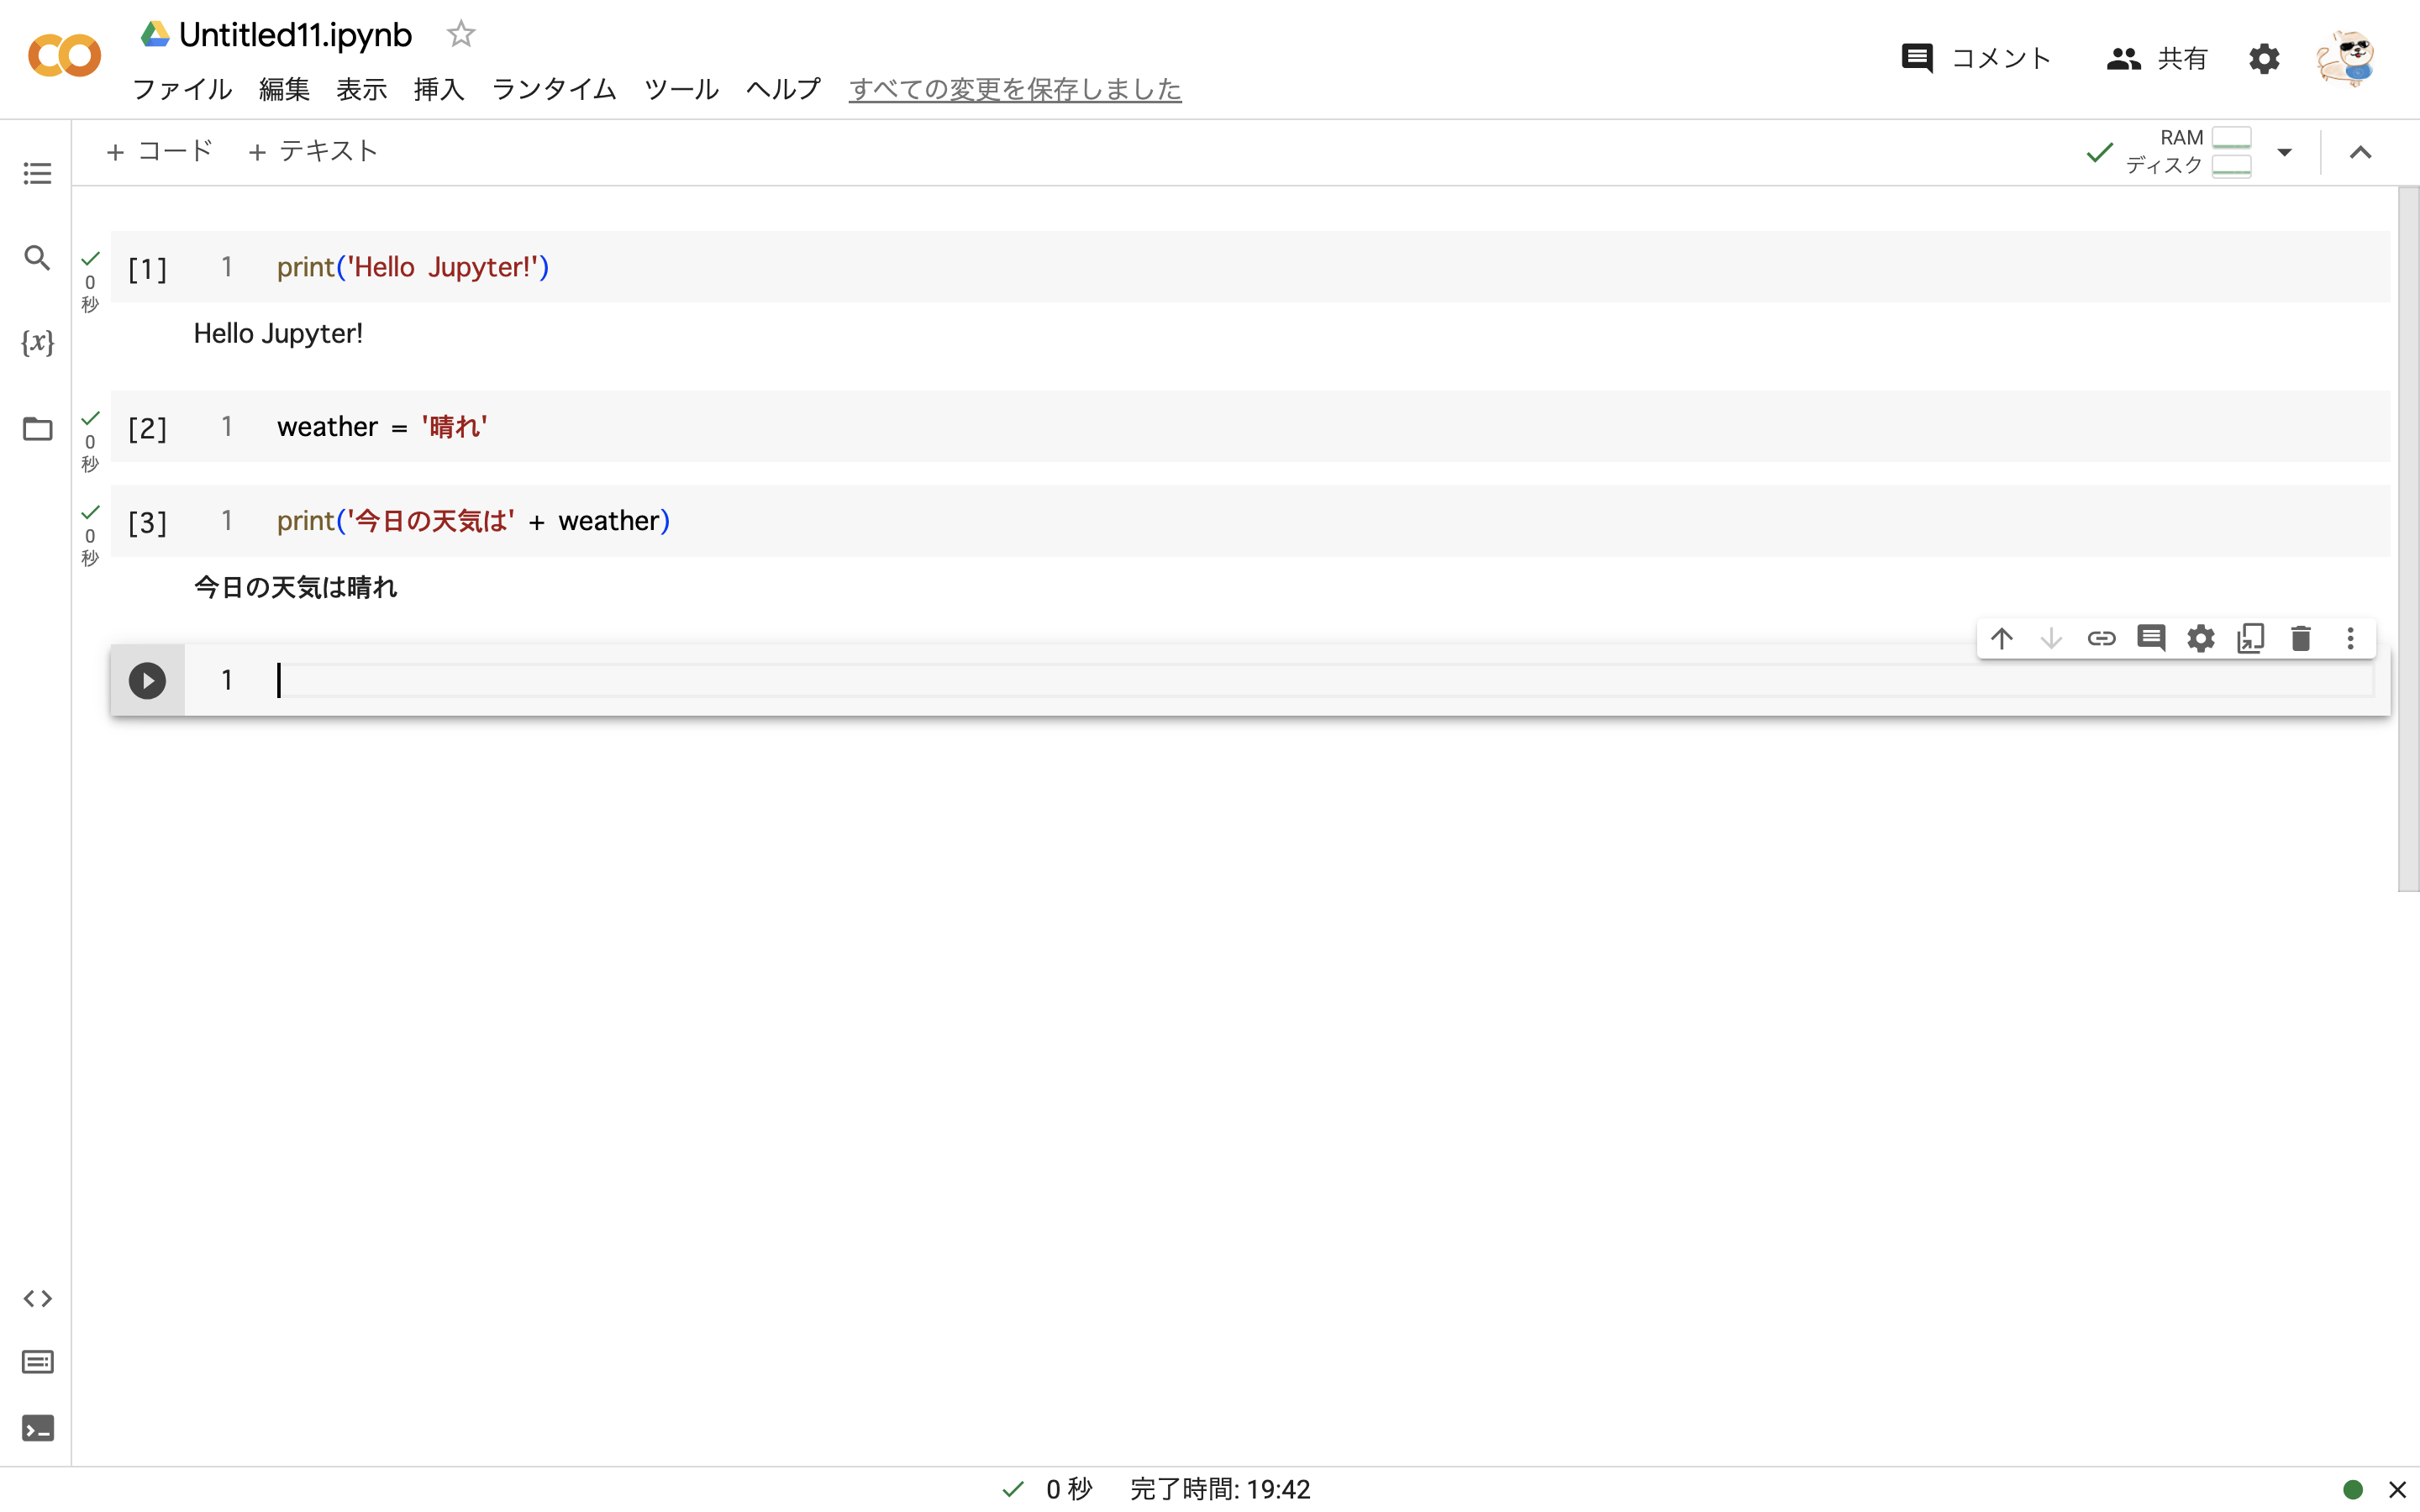 Untitled11.ipynb
ファイル 編集 表示 挿入 ランタイム ツール ヘルプ すべての変更を保存しました
コメント 共有
+ コード + テキスト
RAM
ディスク
{x}
0
秒
[1] 1 print('Hello Jupyter!')
Hello Jupyter!
0
秒
[2] 1 weather = '晴れ'
0
秒
[3] 1 print('今日の天気は' + weather)
今日の天気は晴れ
1
0 秒 完了時間: 19:42